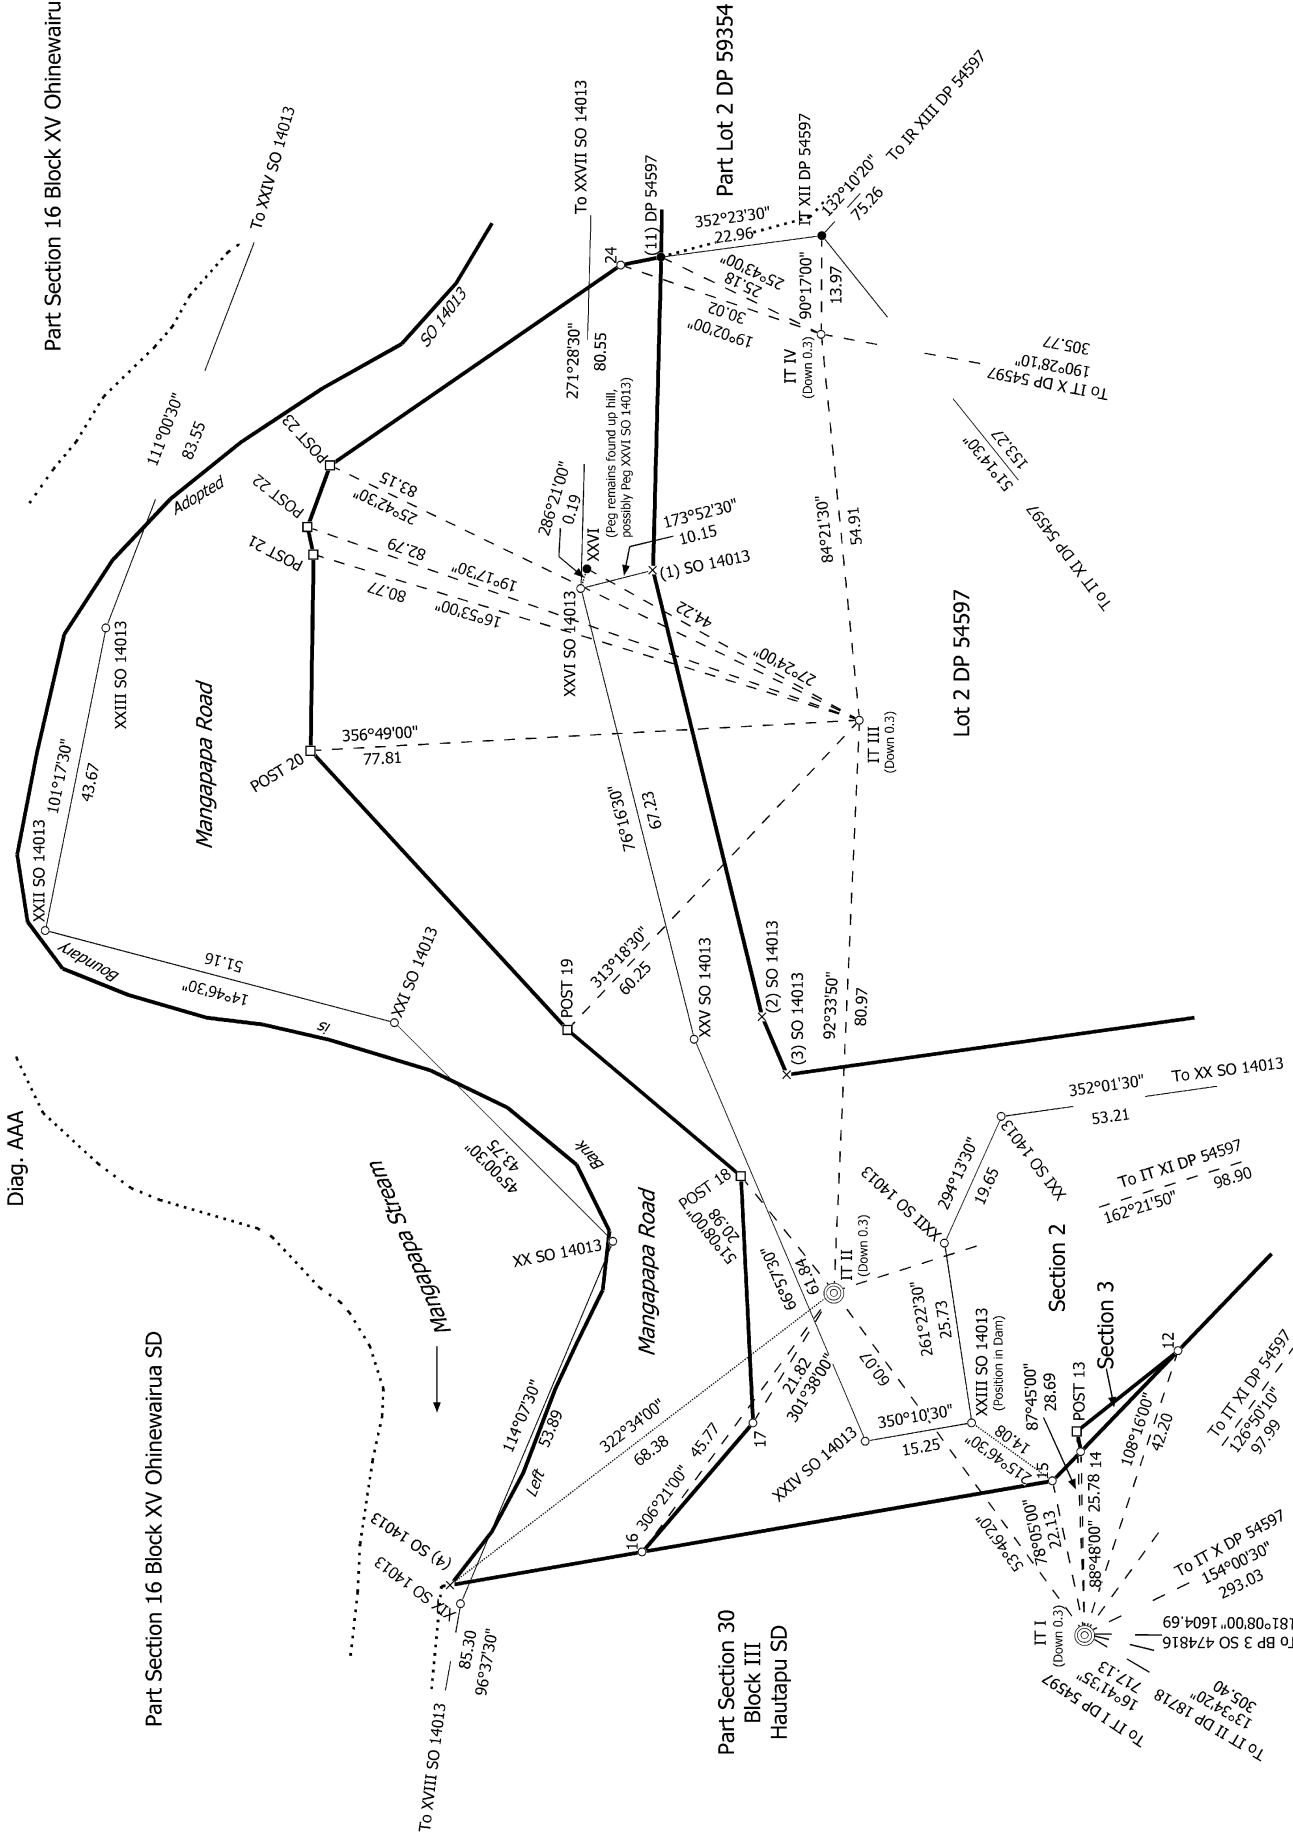 Diag. AAA
Part Section 16 Block XV Ohinewairua SD
Part Section 16 Block XV Ohinewairu
Mangapapa Stream
Mangapapa Road
Mangapapa Road
Adopted
SO 14013
Boundary
is
Bank
Left
To XVIII SO 14013
85.30
96°37'30"
XIX SO 14013
(4) SO 14013
114°07'30"
53.89
XX SO 14013
45°00'30"
43.75
XXI SO 14013
14°46'30"
51.16
XXII SO 14013
101°17'30"
43.67
XXIII SO 14013
111°00'30"
83.55
To XXIV SO 14013
POST 18
POST 19
POST 20
POST 21
POST 22
POST 23
24
(11) DP 54597
Part Lot 2 DP 59354
To XXVII SO 14013
271°28'30"
80.55
352°23'30"
22.96
IT XII DP 54597
132°10'20"
75.26
To IR XIII DP 54597
90°17'00"
13.97
25°43'00"
25.18
30.02
19°02'00"
IT IV
(Down 0.3)
305.77
190°28'10"
To IT X DP 54597
153.27
51°14'30"
To IT XI DP 54597
84°21'30"
54.91
(Peg remains found up hill,
possibly Peg XXVI SO 14013)
286°21'00"
0.19
XXVI
XXVI SO 14013
173°52'30"
10.15
(1) SO 14013
83.15
25°42'30"
82.79
19°17'30"
80.77
16°53'00"
44.22
27°24'00"
356°49'00"
77.81
IT III
(Down 0.3)
Lot 2 DP 54597
76°16'30"
67.23
313°18'30"
60.25
XXV SO 14013
(2) SO 14013
(3) SO 14013
92°33'50"
80.97
51°08'00"
20.98
66°57'30"
61.84
IT II
(Down 0.3)
322°34'00"
68.38
306°21'00"
45.77
21.82
301°38'00"
16
17
60.07
53°46'20"
XXIV SO 14013
350°10'30"
15.25
XXIII SO 14013
(Position in Dam)
261°22'30"
25.73
XXII SO 14013
294°13'30"
19.65
XXI SO 14013
352°01'30"
53.21
To XX SO 14013
To IT XI DP 54597
162°21'50"
98.90
Section 2
Section 3
12
POST 13
14
15
87°45'00"
28.69
14.08
215°46'30"
78°05'00"
22.13
88°48'00"
25.78
108°16'00"
42.20
To IT XI DP 54597
126°50'10"
97.99
To IT X DP 54597
154°00'30"
293.03
181°08'00" 1604.69
To BP 3 SO 474816
305.40
13°34'20"
To IT II DP 18718
717.13
16°41'35"
To IT I DP 54597
IT I
(Down 0.3)
Part Section 30
Block III
Hautapu SD